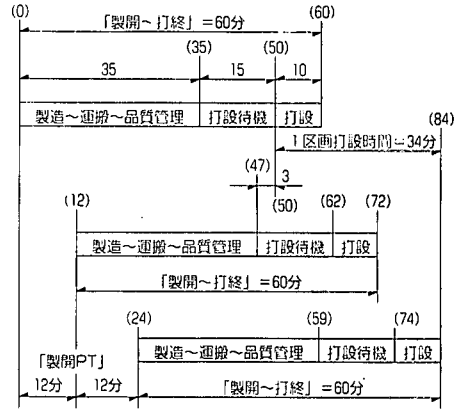 (0) (60)
「製開～打終」＝60分
(35) (50)
35 15 10
(84)
製造～運搬～品質管理 打設待機 打設
1区画打設時間＝34分
(47) 3
(12) (50) (62) (72)
製造～運搬～品質管理 打設待機 打設
「製開～打終」＝60分
(24) (59) (74)
製造～運搬～品質管理 打設待機 打設
「製開PT」
12分 12分 「製開～打終」＝60分